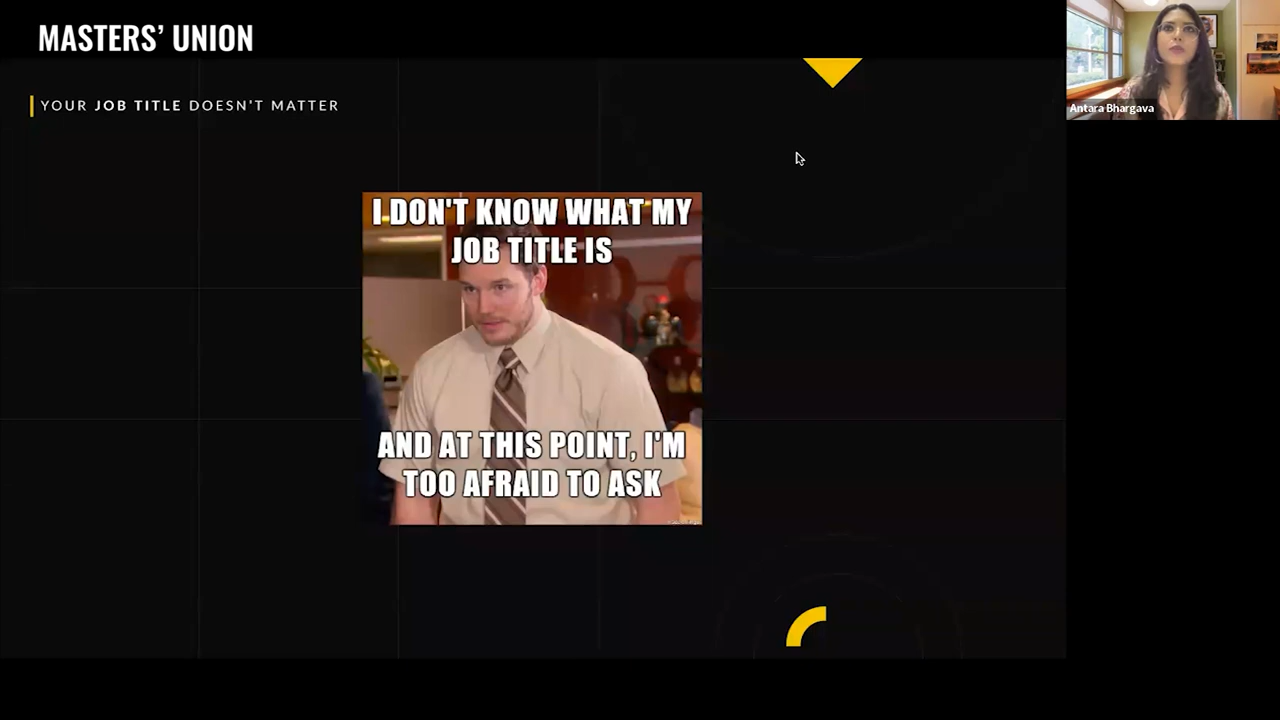 MASTERS' UNION
YOUR JOB TITLE DOESN'T MATTER
Antara Bhargava
I DON'T KNOW WHAT MY
JOB TITLE IS
AND AT THIS POINT, I'M
TOO AFRAID TO ASK